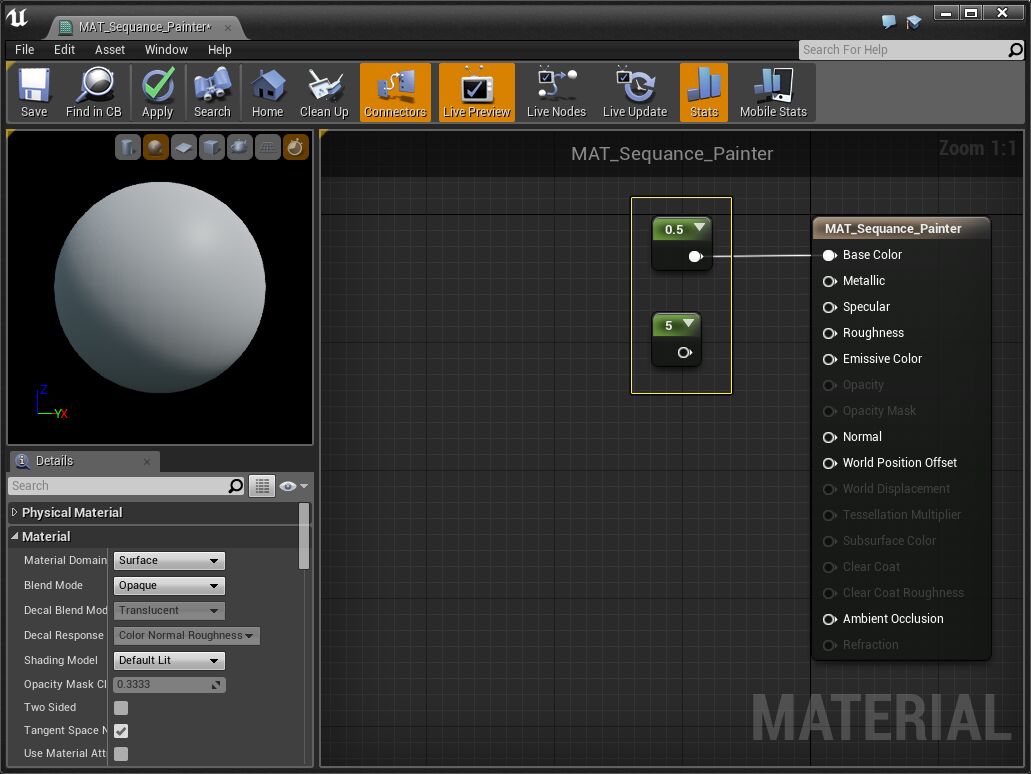 MAT_Sequance_Painter*
File Edit Asset Window Help
Search For Help
Save Find in CB Apply Search Home Clean Up Connectors Live Preview Live Nodes Live Update Stats Mobile Stats
MAT_Sequance_Painter
Zoom 1:1
Z
YX
0.5
5
MAT_Sequance_Painter
Base Color
Metallic
Specular
Roughness
Emissive Color
Opacity
Opacity Mask
Normal
World Position Offset
World Displacement
Tessellation Multiplier
Subsurface Color
Clear Coat
Clear Coat Roughness
Ambient Occlusion
Refraction
MATERIAL
Details
Search
Physical Material
Material
Material Domain Surface
Blend Mode Opaque
Decal Blend Mod Translucent
Decal Response Color Normal Roughness
Shading Model Default Lit
Opacity Mask Cl 0.3333
Two Sided
Tangent Space N
Use Material Att